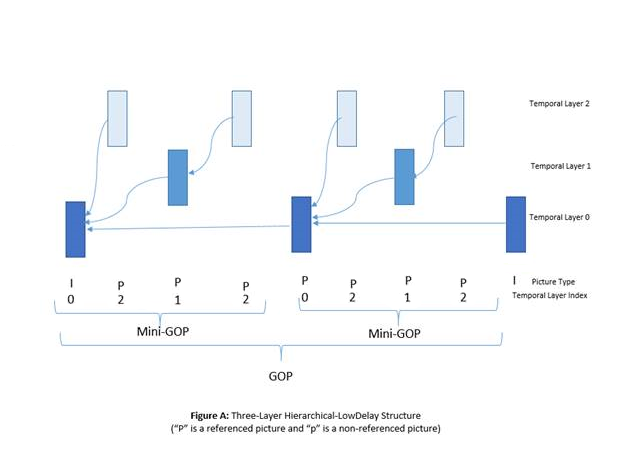 Temporal Layer 2
Temporal Layer 1
Temporal Layer 0
I P P P P P P P I Picture Type
0 2 1 2 0 2 1 2 Temporal Layer Index
Mini-GOP Mini-GOP
GOP
Figure A: Three-Layer Hierarchical-LowDelay Structure
("P" is a referenced picture and "p" is a non-referenced picture)